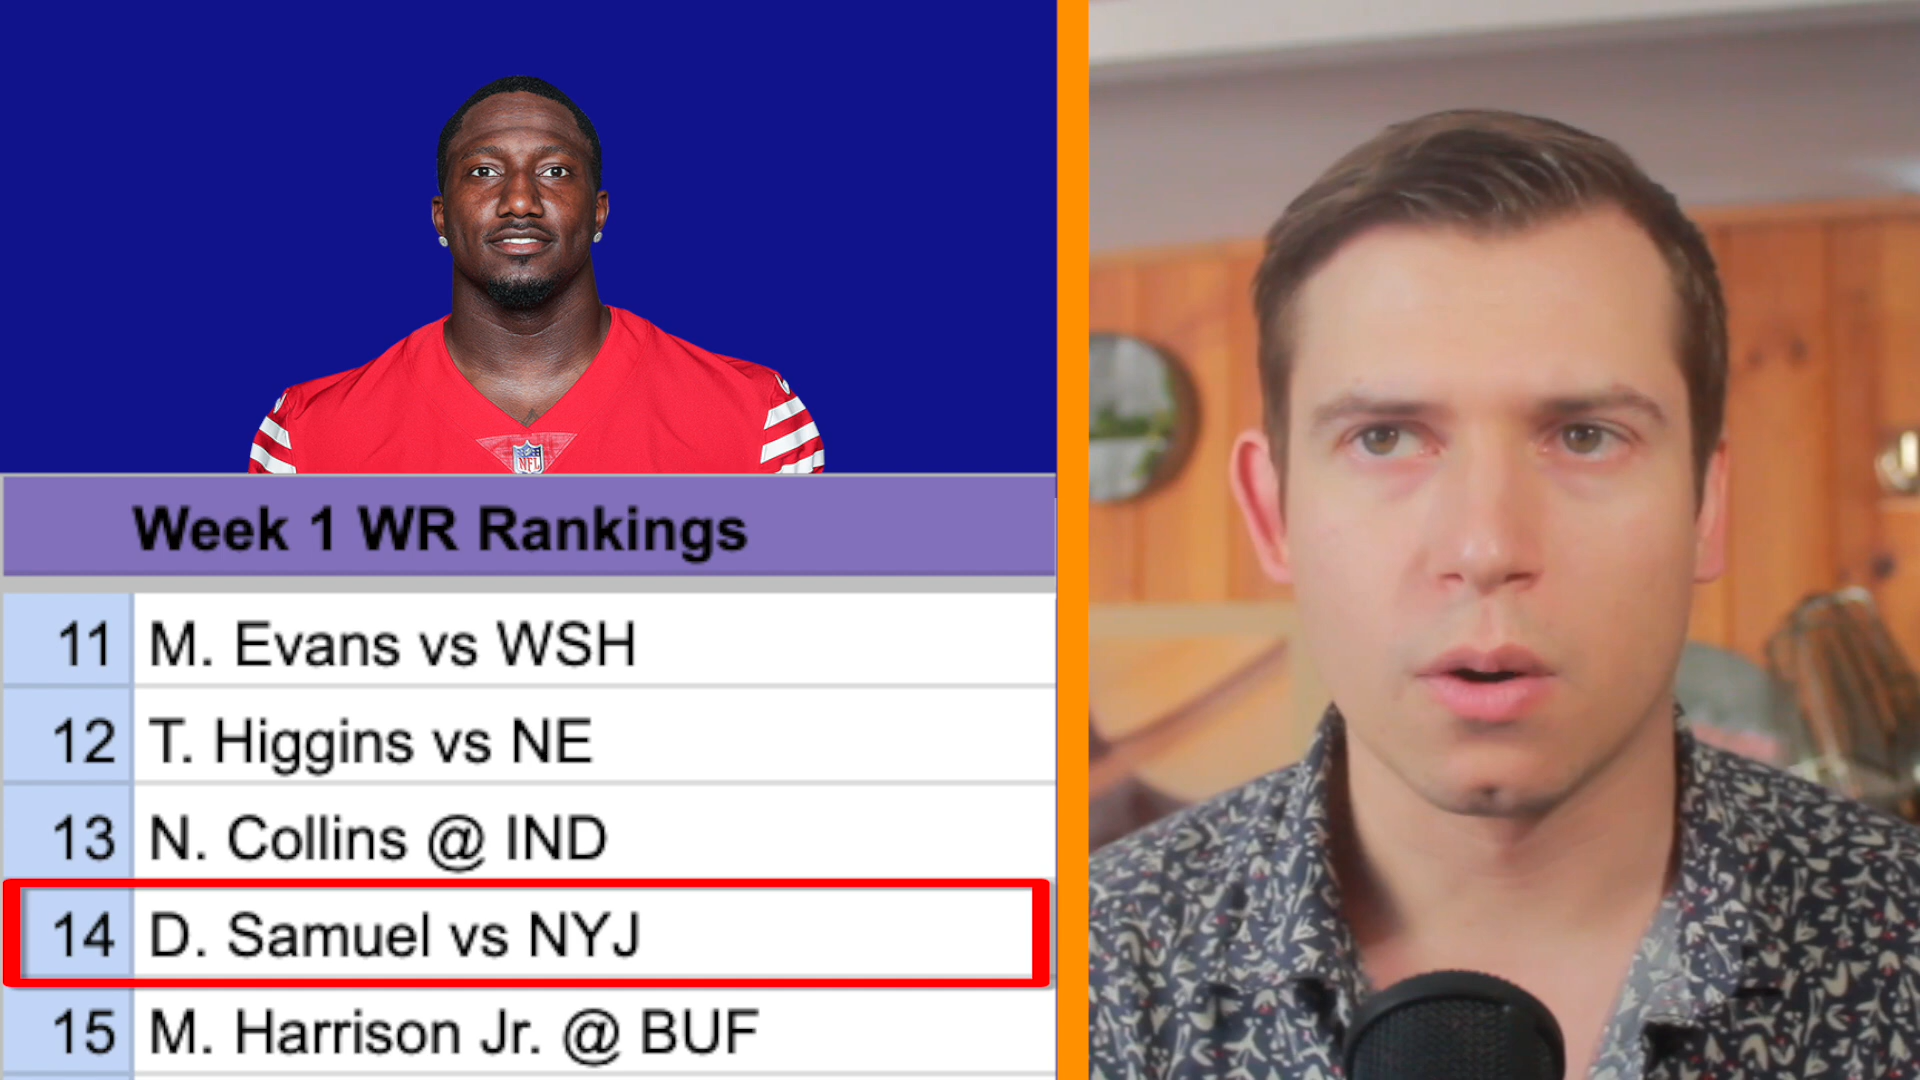 NFL
Week 1 WR Rankings
11 M. Evans vs WSH
12 T. Higgins vs NE
13 N. Collins @ IND
14 D. Samuel vs NYJ
15 M. Harrison Jr. @ BUF